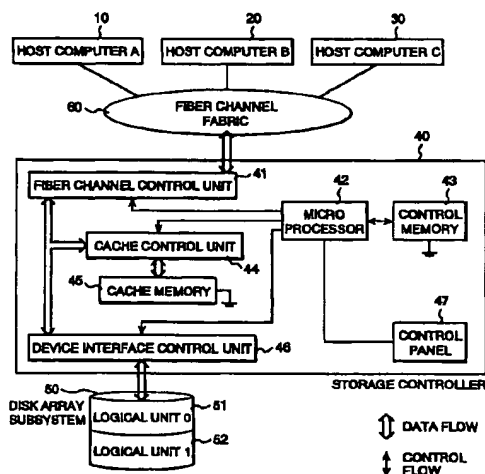 10
20
30
HOST COMPUTER A
HOST COMPUTER B
HOST COMPUTER C
60
FIBER CHANNEL
FABRIC
40
FIBER CHANNEL CONTROL UNIT
41
42
43
MICRO
PROCESSOR
CONTROL
MEMORY
CACHE CONTROL UNIT
44
45
CACHE MEMORY
47
CONTROL
PANEL
DEVICE INTERFACE CONTROL UNIT
46
STORAGE CONTROLLER
50
DISK ARRAY
SUBSYSTEM
LOGICAL UNIT 0
51
LOGICAL UNIT 1
52
DATA FLOW
CONTROL
FLOW